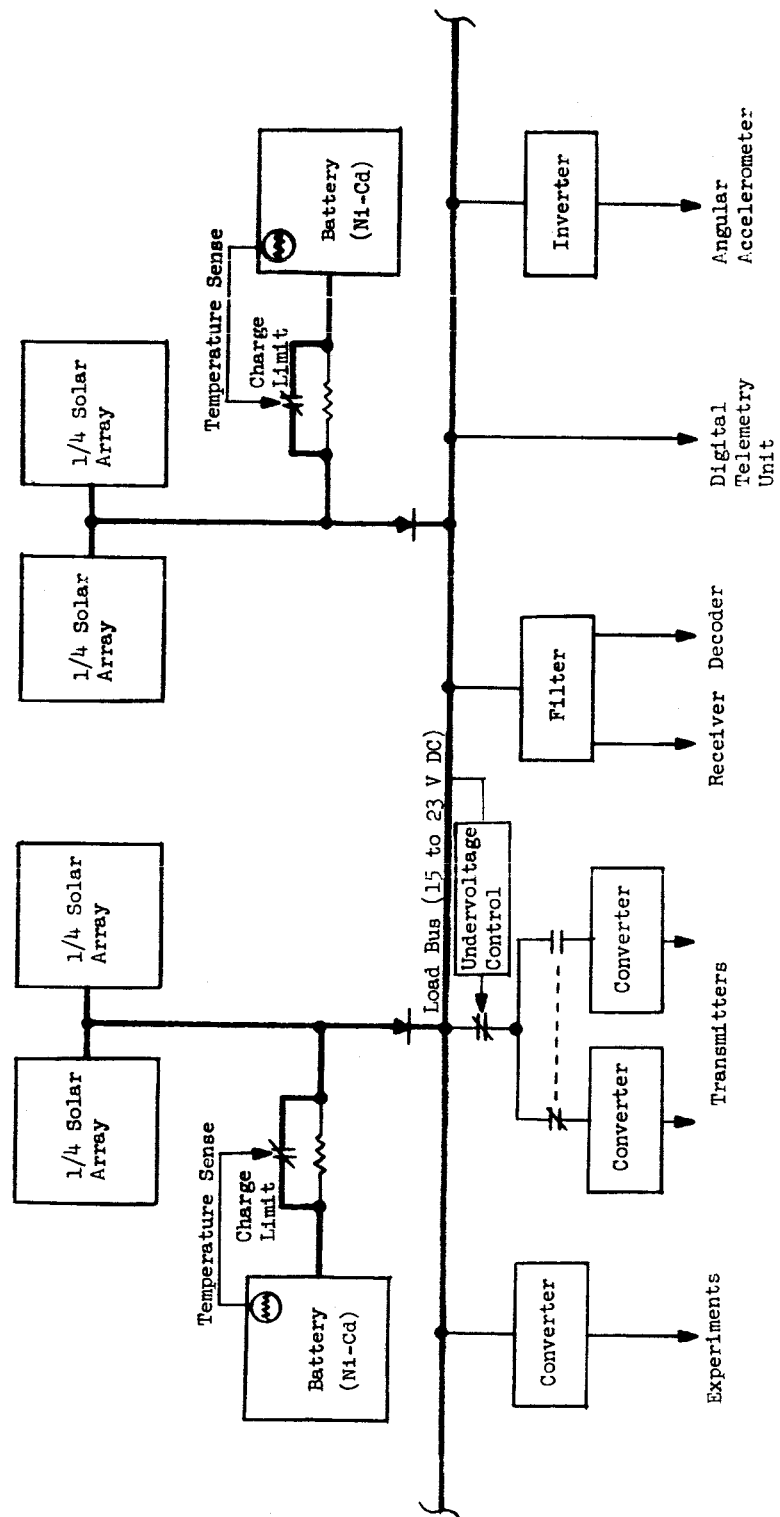 1/4 Solar
Array
1/4 Solar
Array
1/4 Solar
Array
1/4 Solar
Array
Temperature Sense
Charge
Limit
Battery
(Ni-Cd)
Temperature Sense
Charge
Limit
Battery
(Ni-Cd)
Load Bus (15 to 23 V DC)
Undervoltage
Control
Converter
Converter
Converter
Filter
Inverter
Experiments
Transmitters
Receiver
Decoder
Digital
Telemetry
Unit
Angular
Accelerometer